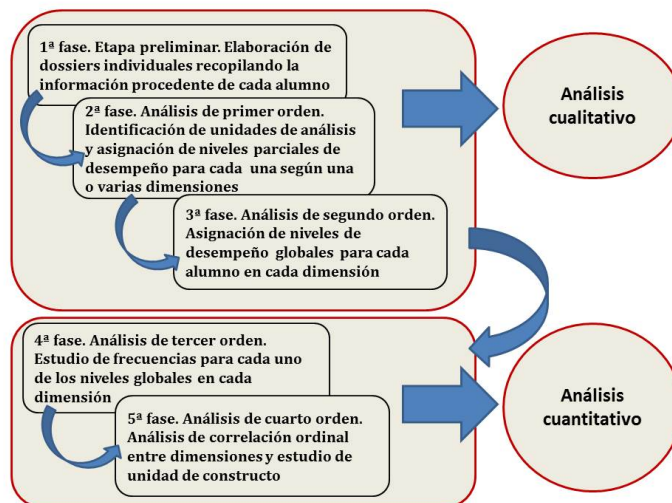 1ª fase. Etapa preliminar. Elaboración de
dossiers individuales recopilando la
información procedente de cada alumno
2ª fase. Análisis de primer orden.
Identificación de unidades de análisis
y asignación de niveles parciales de
desempeño para cada una según una
o varias dimensiones
3ª fase. Análisis de segundo orden.
Asignación de niveles de
desempeño globales para cada
alumno en cada dimensión
Análisis
cualitativo
4ª fase. Análisis de tercer orden.
Estudio de frecuencias para cada uno
de los niveles globales en cada
dimensión
5ª fase. Análisis de cuarto orden.
Análisis de correlación ordinal
entre dimensiones y estudio de
unidad de constructo
Análisis
cuantitativo